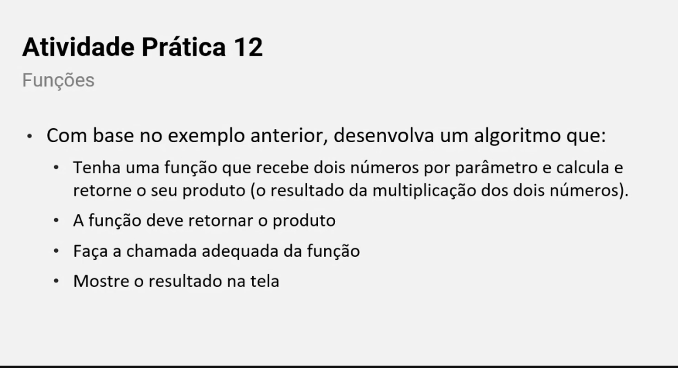 Atividade Prática 12
Funções
• Com base no exemplo anterior, desenvolva um algoritmo que:
• Tenha uma função que recebe dois números por parâmetro e calcula e
retorne o seu produto (o resultado da multiplicação dos dois números).
• A função deve retornar o produto
• Faça a chamada adequada da função
• Mostre o resultado na tela